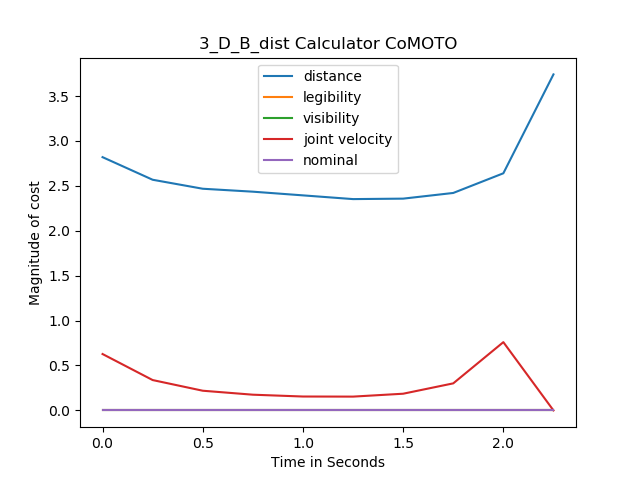 3_D_B_dist Calculator CoMOTO
distance
legibility
visibility
joint velocity
nominal
Magnitude of cost
3.5
3.0
2.5
2.0
1.5
1.0
0.5
0.0
0.0 0.5 1.0 1.5 2.0
Time in Seconds